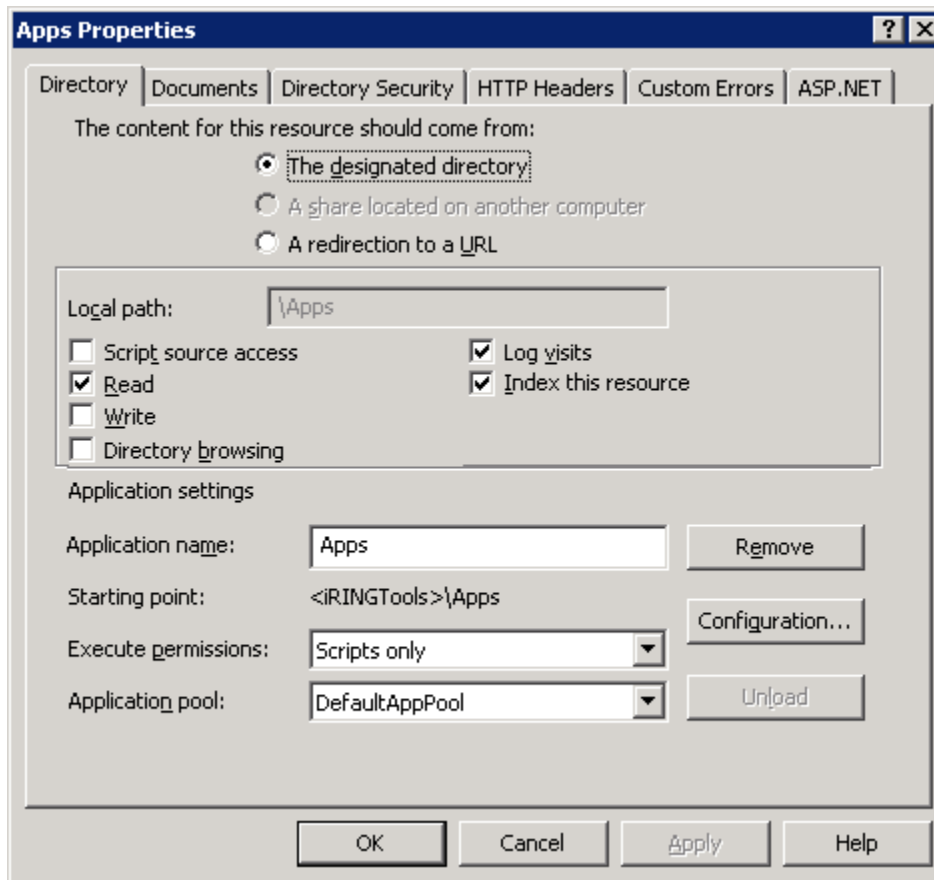 Apps Properties
Directory Documents Directory Security HTTP Headers Custom Errors ASP.NET
The content for this resource should come from:
The designated directory
A share located on another computer
A redirection to a URL
Local path: \Apps
Script source access Log visits
Read Index this resource
Write
Directory browsing
Application settings
Application name: Apps Remove
Starting point: <iRINGTools>\Apps
Configuration...
Execute permissions: Scripts only
Application pool: DefaultAppPool Unload
OK Cancel Apply Help